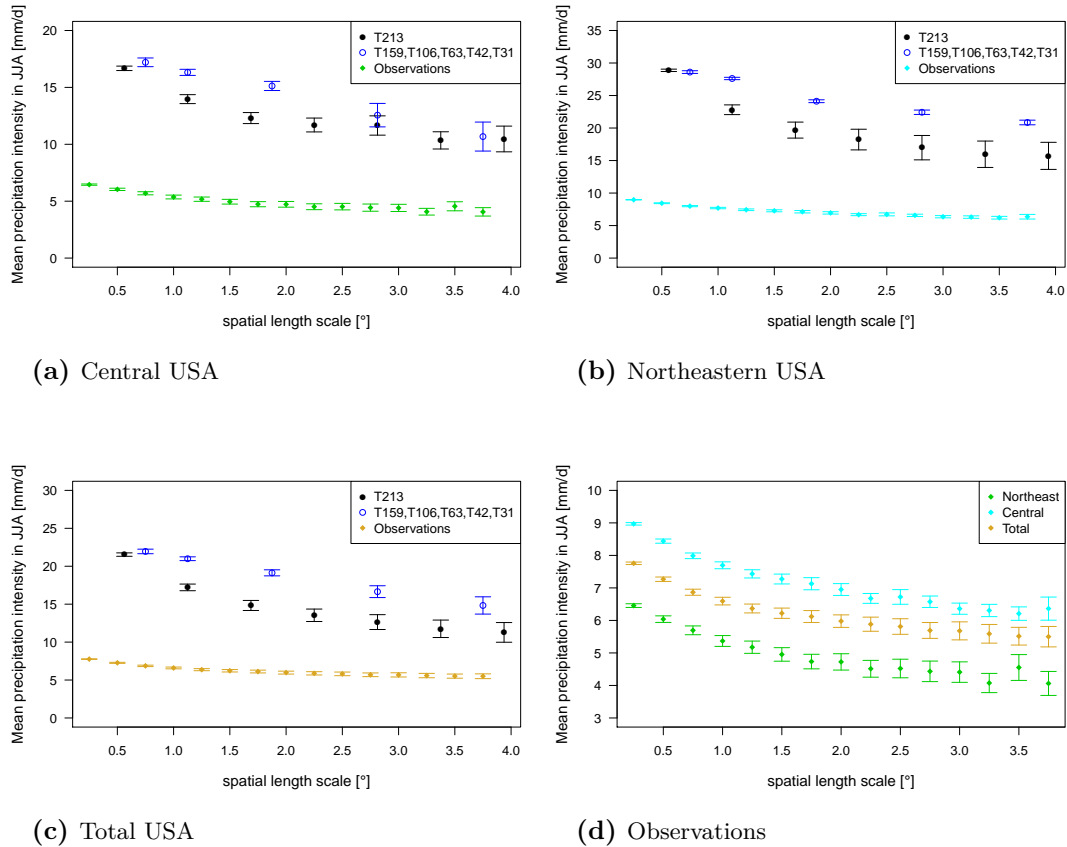 Mean precipitation intensity in JJA [mm/d]
20
15
10
5
0
T213
T159,T106,T63,T42,T31
Observations
0.5 1.0 1.5 2.0 2.5 3.0 3.5 4.0
spatial length scale [°]
(a) Central USA
Mean precipitation intensity in JJA [mm/d]
35
30
25
20
15
10
5
0
T213
T159,T106,T63,T42,T31
Observations
0.5 1.0 1.5 2.0 2.5 3.0 3.5 4.0
spatial length scale [°]
(b) Northeastern USA
Mean precipitation intensity in JJA [mm/d]
30
25
20
15
10
5
0
T213
T159,T106,T63,T42,T31
Observations
0.5 1.0 1.5 2.0 2.5 3.0 3.5 4.0
spatial length scale [°]
(c) Total USA
Mean precipitation intensity in JJA [mm/d]
10
9
8
7
6
5
4
3
Northeast
Central
Total
0.5 1.0 1.5 2.0 2.5 3.0 3.5
spatial length scale [°]
(d) Observations